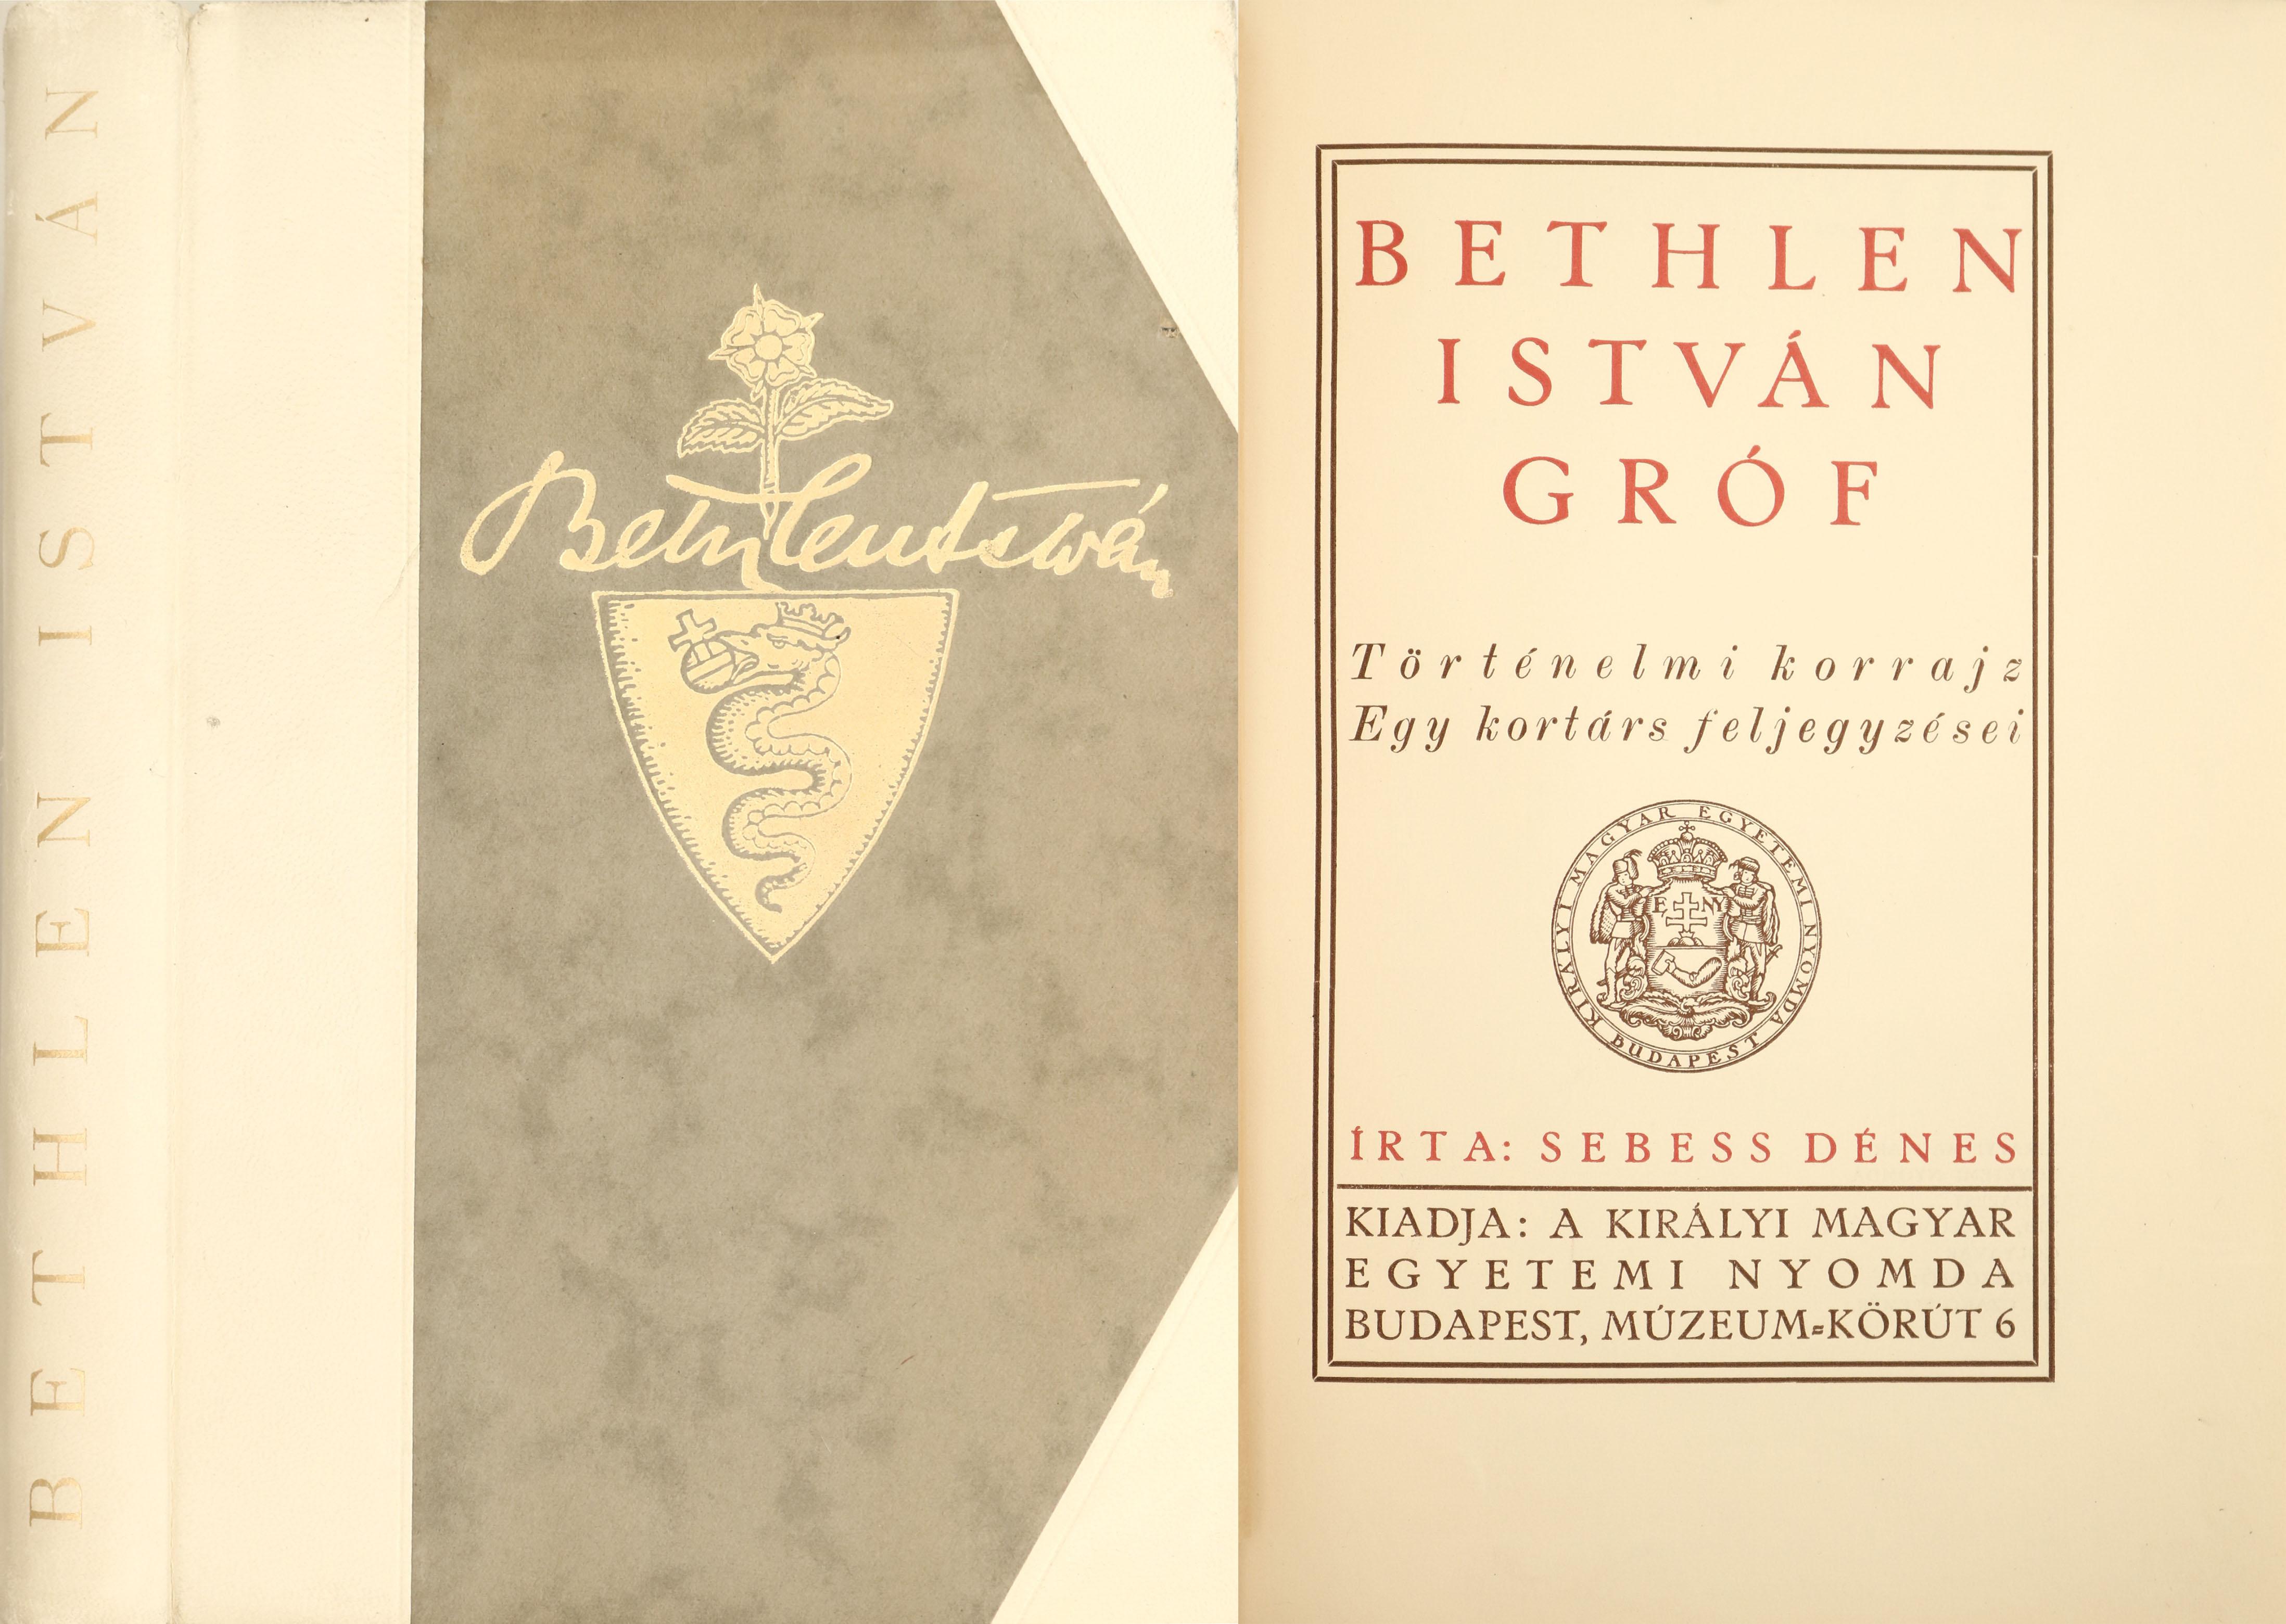 BETHLEN ISTVÁN
Bethlen István
BETHLEN
ISTVÁN
GRÓF
Történelmi korrajz
Egy kortárs feljegyzései
KIRÁLYI MAGYAR EGYETEMI NYOMDA
E NY
BUDAPEST
ÍRTA: SEBESS DÉNES
KIADJA: A KIRÁLYI MAGYAR
EGYETEMI NYOMDA
BUDAPEST, MÚZEUM-KÖRÚT 6